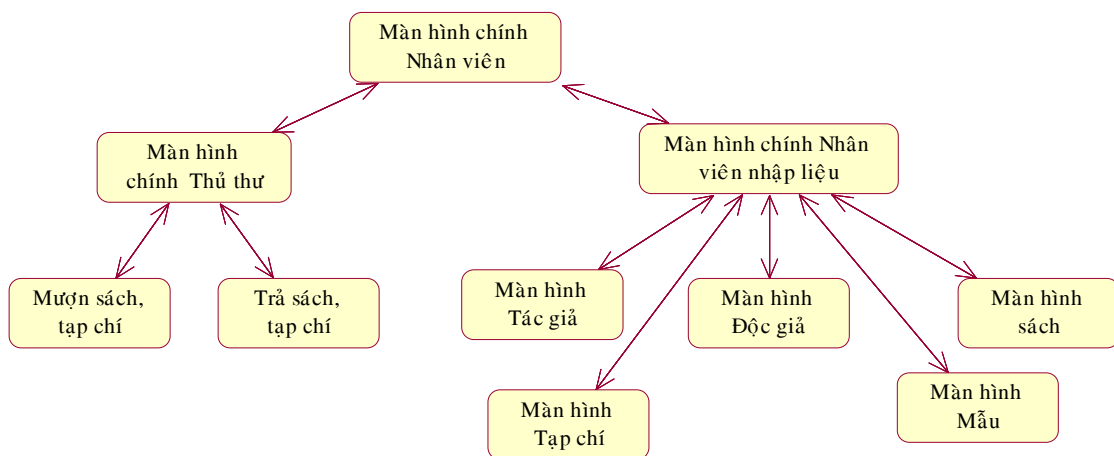 Màn hình chính
Nhân viên
Màn hình
chính Thủ thư
Màn hình chính Nhân
viên nhập liệu
Mượn sách,
tạp chí
Trả sách,
tạp chí
Màn hình
Tác giả
Màn hình
Độc giả
Màn hình
sách
Màn hình
Tạp chí
Màn hình
Mẫu